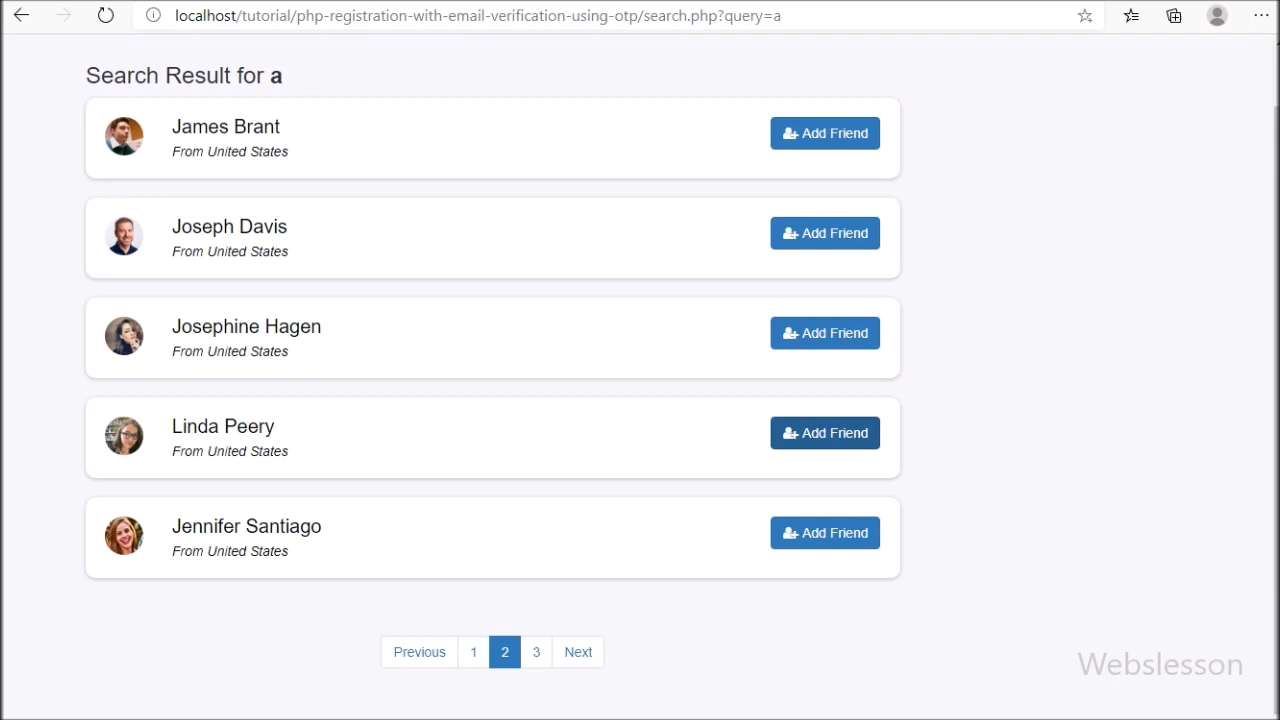 localhost/tutorial/php-registration-with-email-verification-using-otp/search.php?query=a
Search Result for a
James Brant
From United States
Add Friend
Joseph Davis
From United States
Add Friend
Josephine Hagen
From United States
Add Friend
Linda Peery
From United States
Add Friend
Jennifer Santiago
From United States
Add Friend
Previous 1 2 3 Next
Webslesson